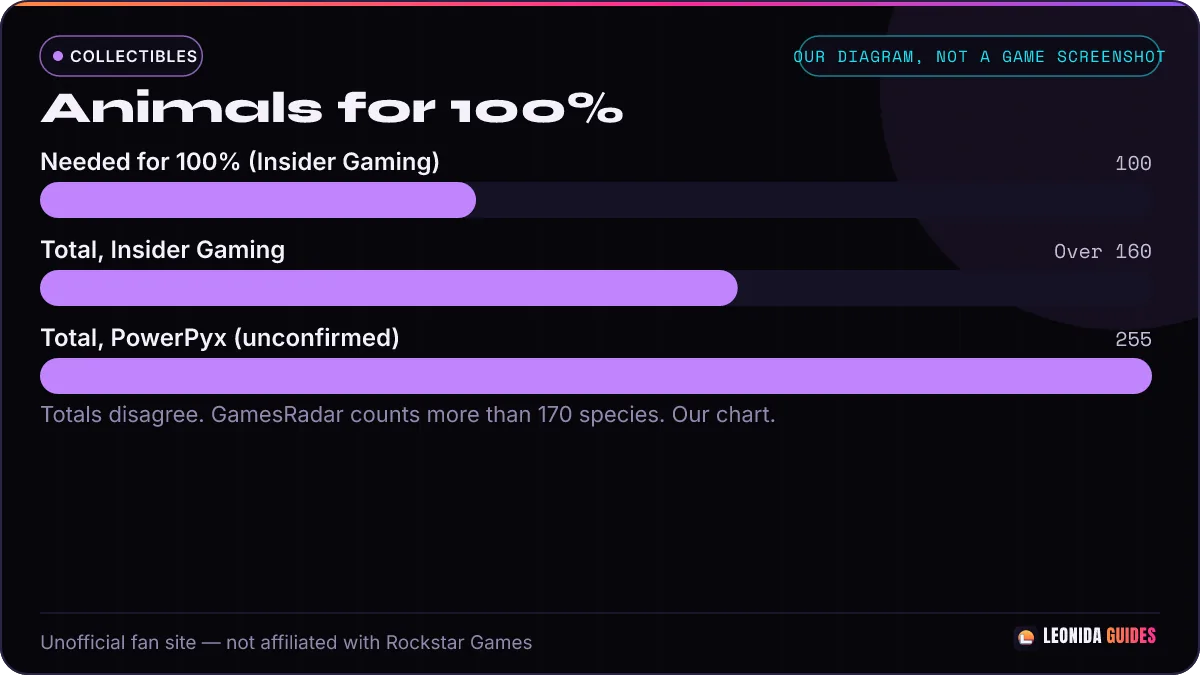 COLLECTIBLES
OUR DIAGRAM, NOT A GAME SCREENSHOT
Animals for 100%
Needed for 100% (Insider Gaming)
100
Total, Insider Gaming
Over 160
Total, PowerPyx (unconfirmed)
255
Totals disagree. GamesRadar counts more than 170 species. Our chart.
Unofficial fan site — not affiliated with Rockstar Games
LEONIDA GUIDES